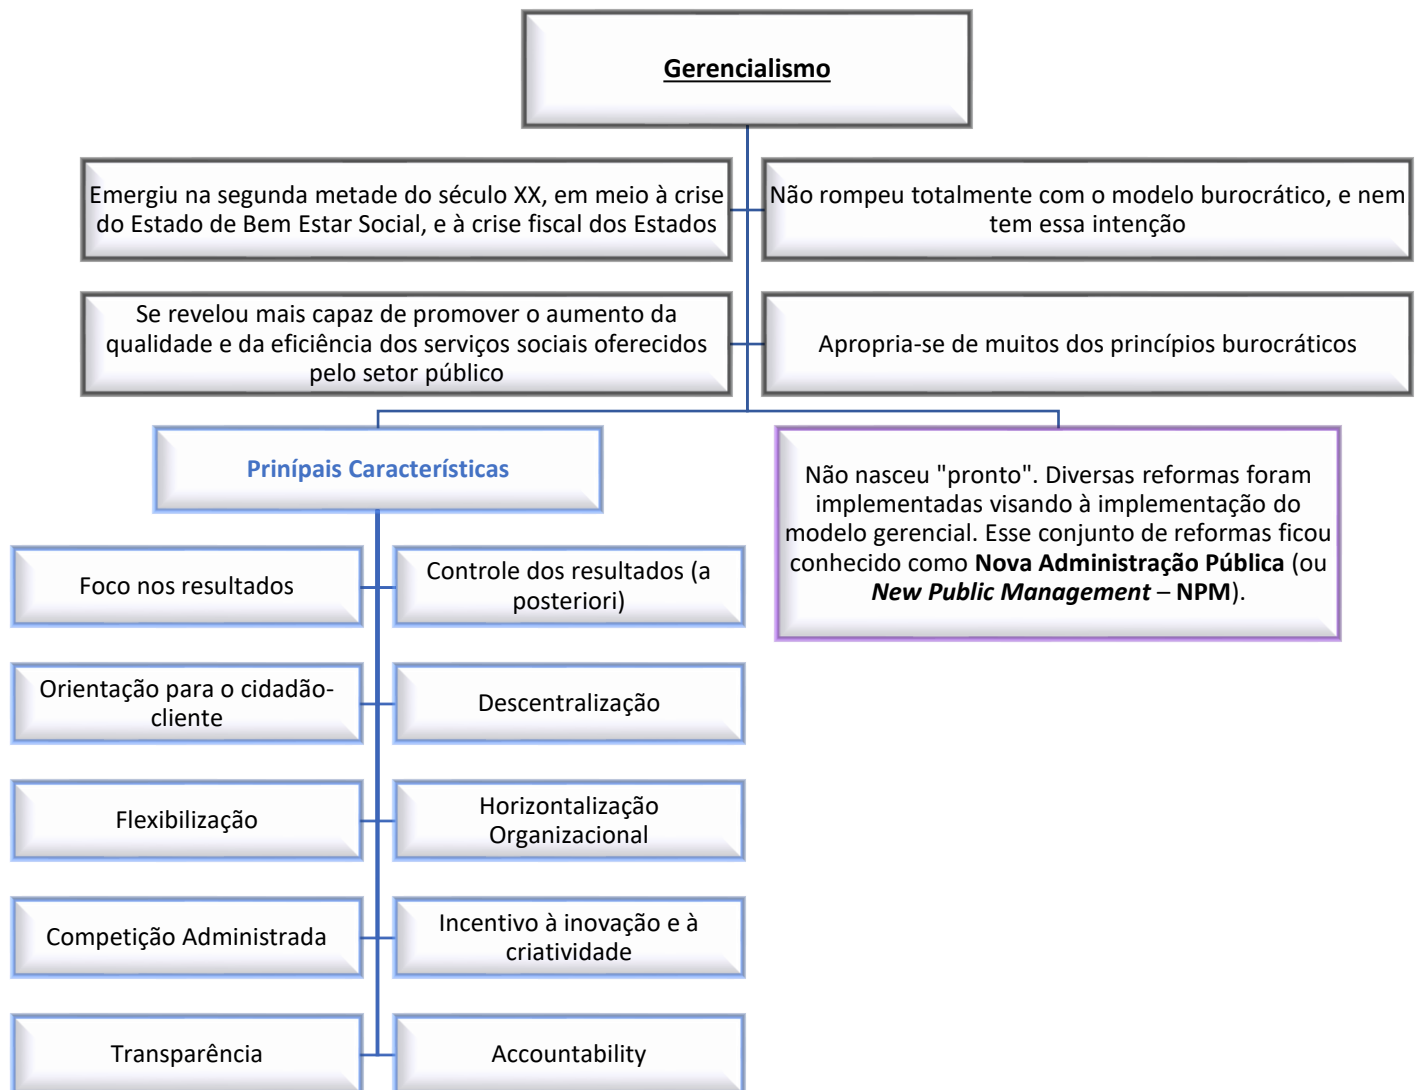 Gerencialismo
Emergiu na segunda metade do século XX, em meio à crise
do Estado de Bem Estar Social, e à crise fiscal dos Estados
Não rompeu totalmente com o modelo burocrático, e nem
tem essa intenção
Se revelou mais capaz de promover o aumento da
qualidade e da eficiência dos serviços sociais oferecidos
pelo setor público
Apropria-se de muitos dos princípios burocráticos
Prinípais Características
Não nasceu "pronto". Diversas reformas foram
implementadas visando à implementação do
modelo gerencial. Esse conjunto de reformas ficou
conhecido como Nova Administração Pública (ou
New Public Management – NPM).
Foco nos resultados
Controle dos resultados (a
posteriori)
Orientação para o cidadão-
cliente
Descentralização
Flexibilização
Horizontalização
Organizacional
Competição Administrada
Incentivo à inovação e à
criatividade
Transparência
Accountability